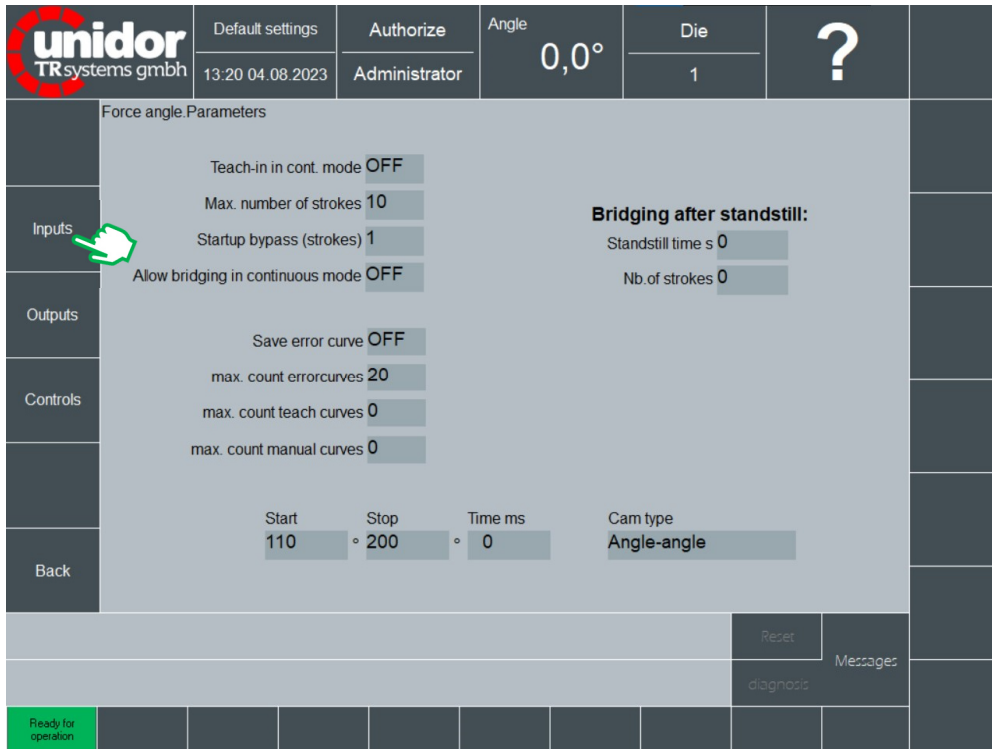 unidor
TRsystems gmbh
Default settings
13:20 04.08.2023
Authorize
Administrator
Angle
0,0°
Die
1
?
Force angle.Parameters
Inputs
Outputs
Controls
Back
Teach-in in cont. mode OFF
Max. number of strokes 10
Startup bypass (strokes) 1
Allow bridging in continuous mode OFF
Bridging after standstill:
Standstill time s 0
Nb.of strokes 0
Save error curve OFF
max. count errorcurves 20
max. count teach curves 0
max. count manual curves 0
Start Stop Time ms Cam type
110 ° 200 ° 0 Angle-angle
Reset
Messages
diagnosis
Ready for
operation